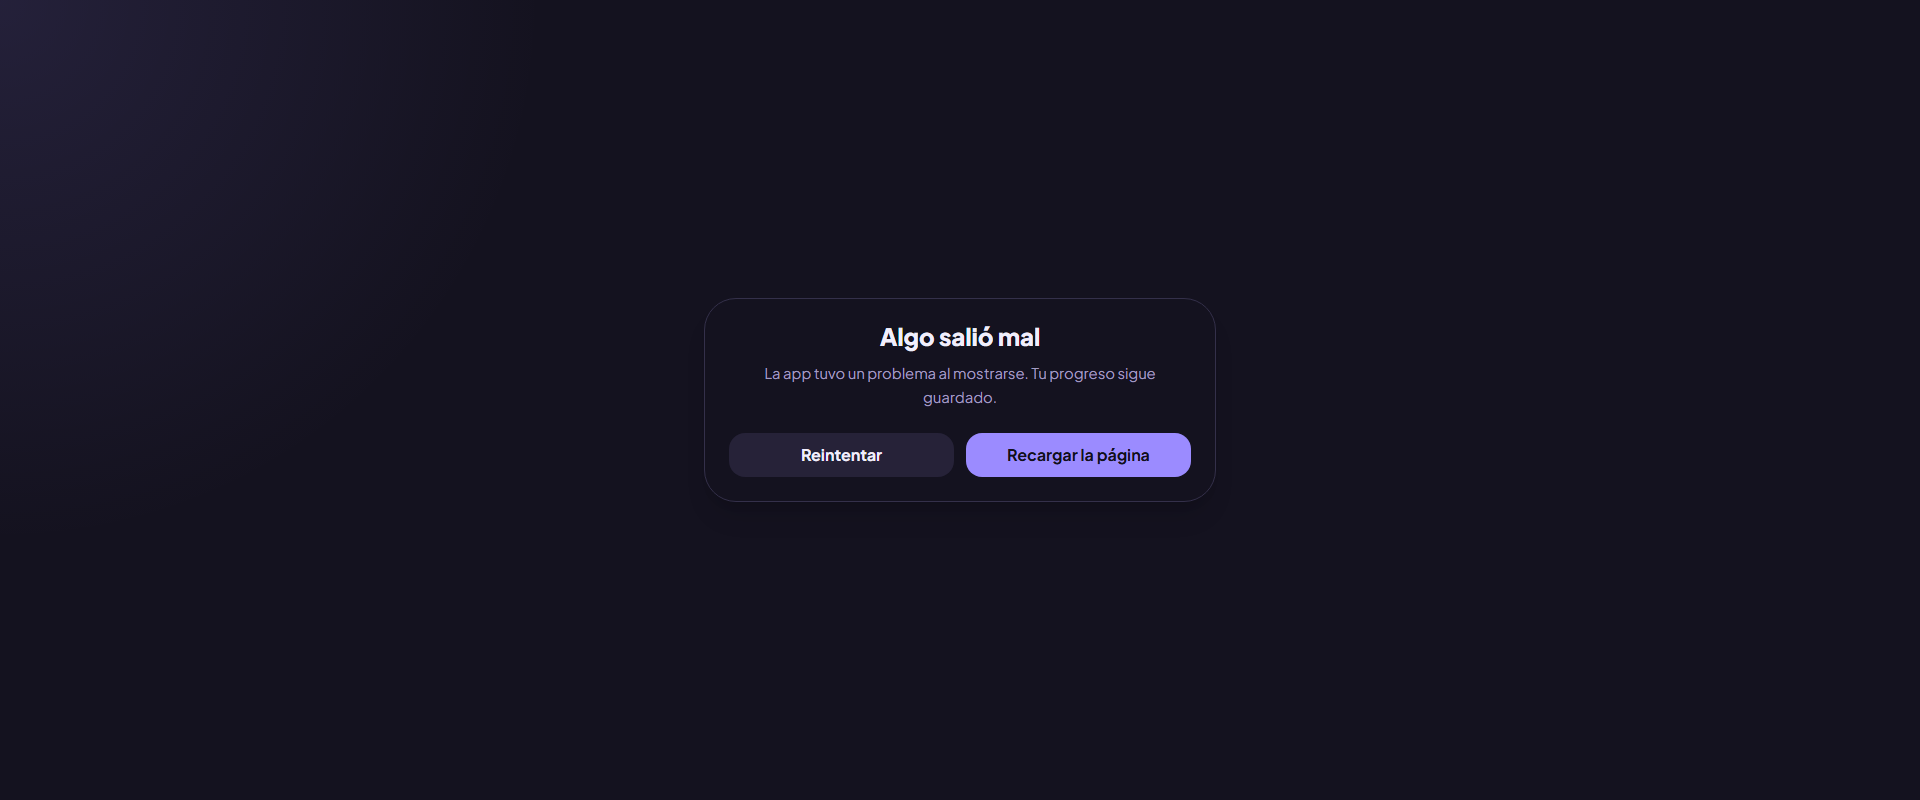 Algo salió mal
La app tuvo un problema al mostrarse. Tu progreso sigue
guardado.
Reintentar
Recargar la página